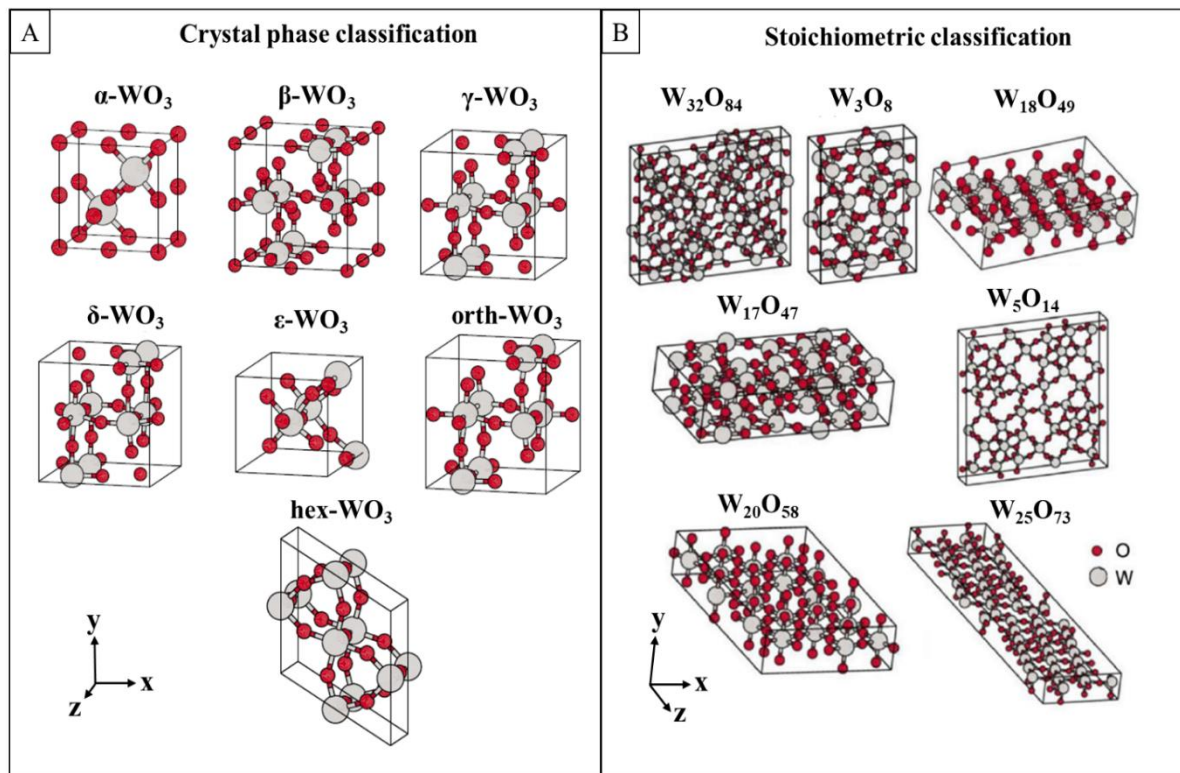 A
Crystal phase classification
α-WO₃
β-WO₃
γ-WO₃
δ-WO₃
ε-WO₃
orth-WO₃
hex-WO₃
y
x
z
B
Stoichiometric classification
W₃₂O₈₄
W₃O₈
W₁₈O₄₉
W₁₇O₄₇
W₅O₁₄
W₂₀O₅₈
W₂₅O₇₃
O
W
y
x
z